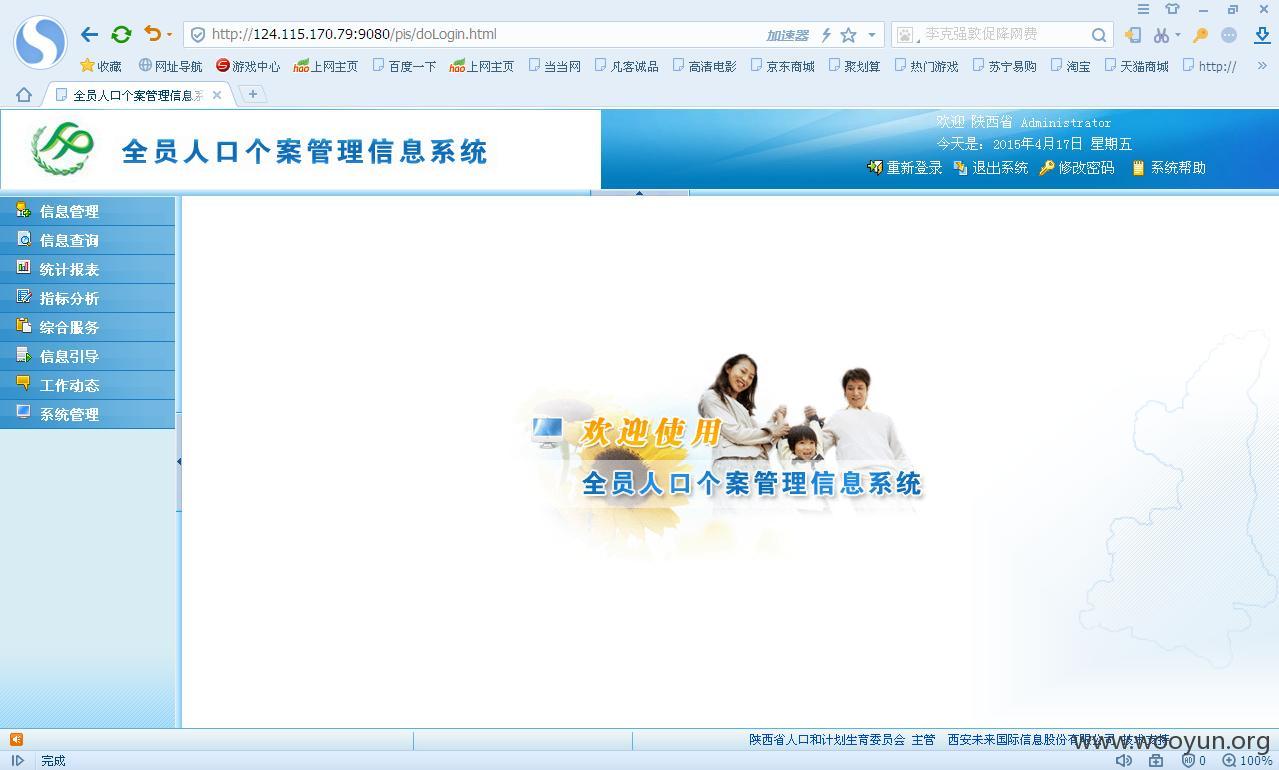 http://124.115.170.79:9080/pis/doLogin.html
加速器
李克强敦促降网费
收藏 网址导航 游戏中心 hao上网主页 百度一下 hao上网主页 当当网 凡客诚品 高清电影 京东商城 聚划算 热门游戏 苏宁易购 淘宝 天猫商城 http://
全员人口个案管理信息系
全员人口个案管理信息系统
欢迎 陕西省 Administrator
今天是：2015年4月17日 星期五
重新登录 退出系统 修改密码 系统帮助
信息管理
信息查询
统计报表
指标分析
综合服务
信息引导
工作动态
系统管理
欢迎使用
全员人口个案管理信息系统
陕西省人口和计划生育委员会 主管 西安未来国际信息股份有限公司 技术支持
www.wooyun.org
完成
0
100%